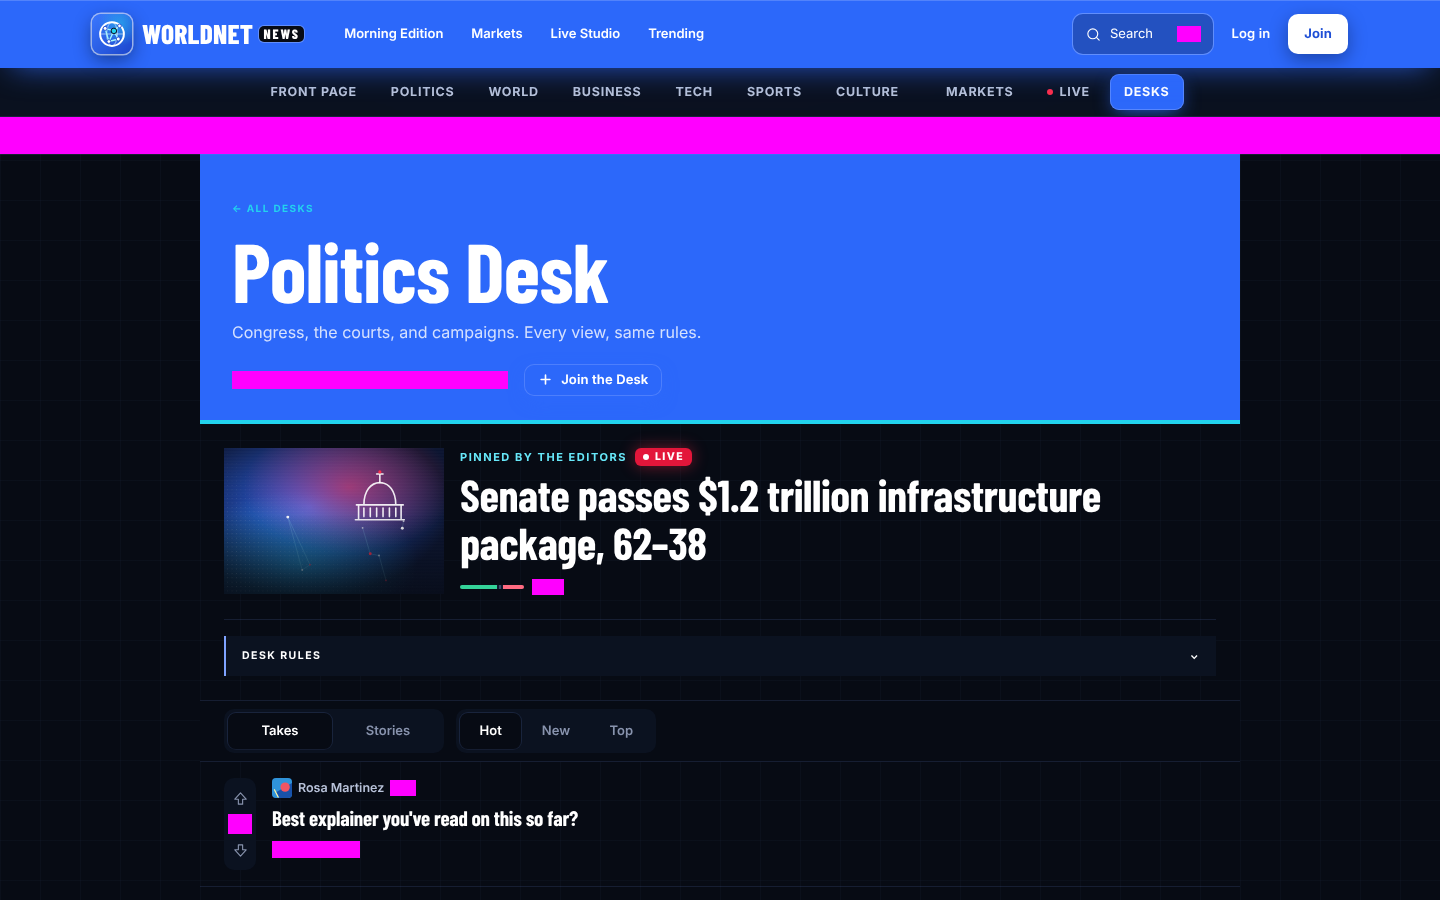 WORLDNET NEWS
Morning Edition
Markets
Live Studio
Trending
Search
Log in
Join
FRONT PAGE
POLITICS
WORLD
BUSINESS
TECH
SPORTS
CULTURE
MARKETS
LIVE
DESKS
← ALL DESKS
Politics Desk
Congress, the courts, and campaigns. Every view, same rules.
+ Join the Desk
PINNED BY THE EDITORS
LIVE
Senate passes $1.2 trillion infrastructure
package, 62–38
DESK RULES
Takes
Stories
Hot
New
Top
Rosa Martinez
Best explainer you've read on this so far?